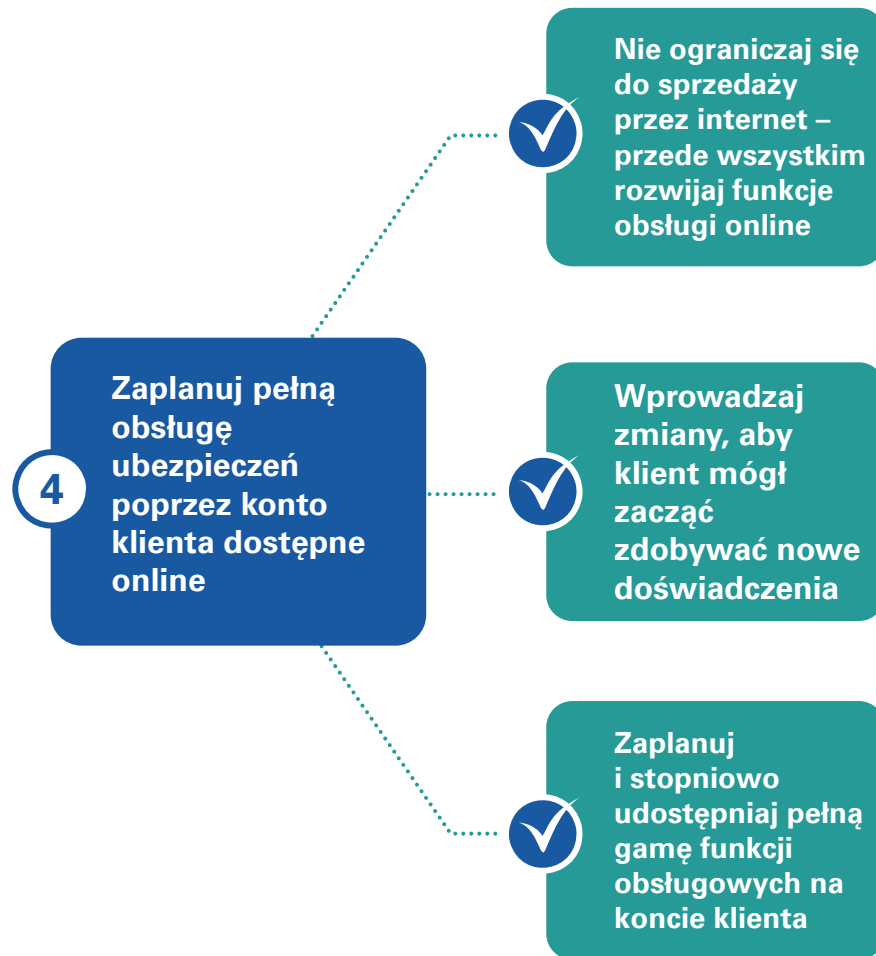 4
Zaplanuj pełną
obsługę
ubezpieczeń
poprzez konto
klienta dostępne
online
Nie ograniczaj się
do sprzedaży
przez internet –
przede wszystkim
rozwijaj funkcje
obsługi online
Wprowadzaj
zmiany, aby
klient mógł
zacząć
zdobywać nowe
doświadczenia
Zaplanuj
i stopniowo
udostępniaj pełną
gamę funkcji
obsługowych na
koncie klienta